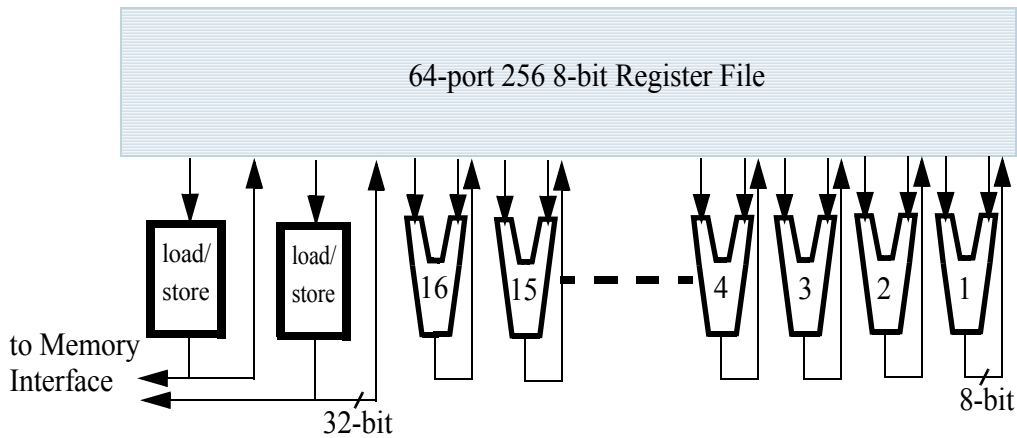 64-port 256 8-bit Register File
load/
store
load/
store
16
15
4
3
2
1
to Memory
Interface
32-bit
8-bit